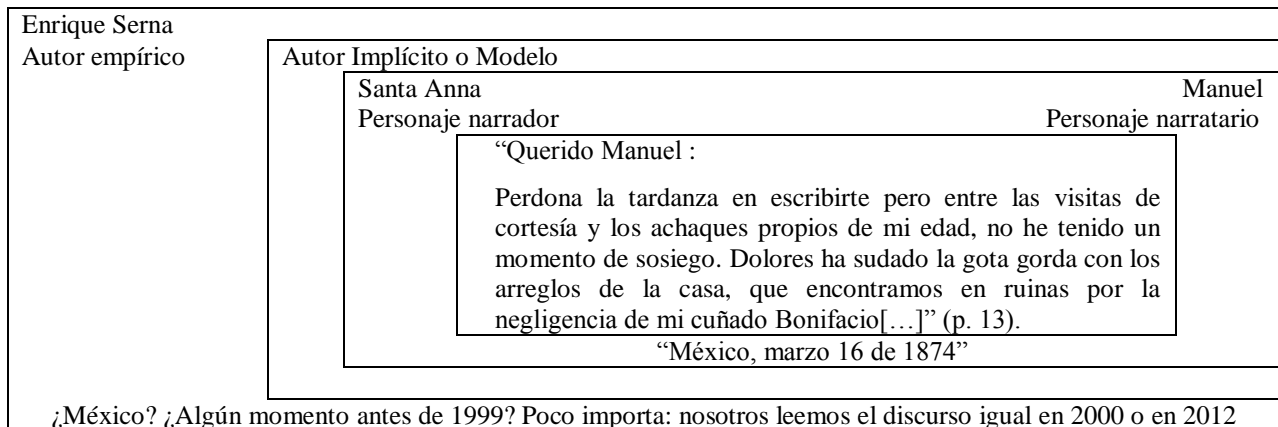 Enrique Serna
Autor empírico Autor Implícito o Modelo
Santa Anna Manuel
Personaje narrador Personaje narratario
“Querido Manuel :
Perdona la tardanza en escribirte pero entre las visitas de
cortesía y los achaques propios de mi edad, no he tenido un
momento de sosiego. Dolores ha sudado la gota gorda con los
arreglos de la casa, que encontramos en ruinas por la
negligencia de mi cuñado Bonifacio[…]” (p. 13).
“México, marzo 16 de 1874”
¿México? ¿Algún momento antes de 1999? Poco importa: nosotros leemos el discurso igual en 2000 o en 2012